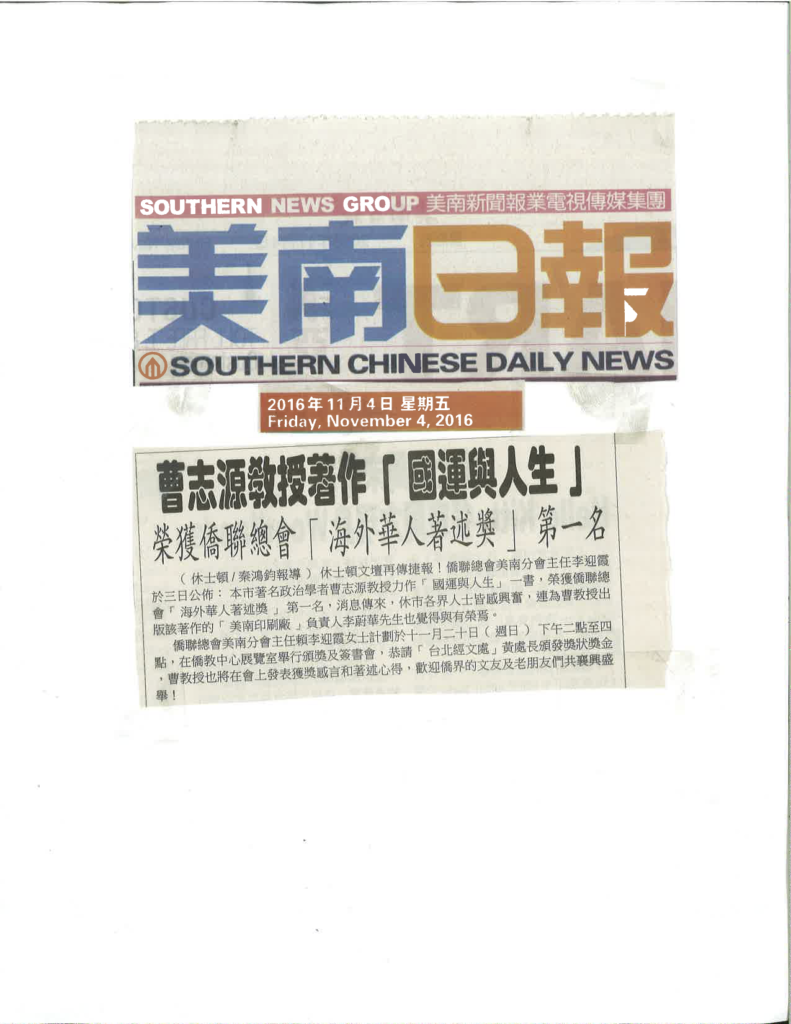 SOUTHERN NEWS GROUP 美南新聞報業電視傳媒集團
美南日報
SOUTHERN CHINESE DAILY NEWS
2016年11月4日 星期五
Friday, November 4, 2016
曹志源教授著作「國運與人生」
榮獲僑聯總會「海外華人著述獎」第一名
（休士頓/秦鴻鈞報導）休士頓文壇再傳捷報！僑聯總會美南分會主任李迎霞
於三日公佈：本市著名政治學者曹志源教授力作「國運與人生」一書，榮獲僑聯總
會「海外華人著述獎」第一名，消息傳來，休市各界人士皆感興奮，連為曹教授出
版該著作的「美南印刷廠」負責人李蔚華先生也覺得與有榮焉。
僑聯總會美南分會主任賴李迎霞女士計劃於十一月二十日（週日）下午二點至四
點，在僑教中心展覽室舉行頒獎及簽書會，恭請「台北經文處」黃處長頒發獎狀獎金
，曹教授也將在會上發表獲獎感言和著述心得，歡迎僑界的文友及老朋友們共襄興盛
舉！